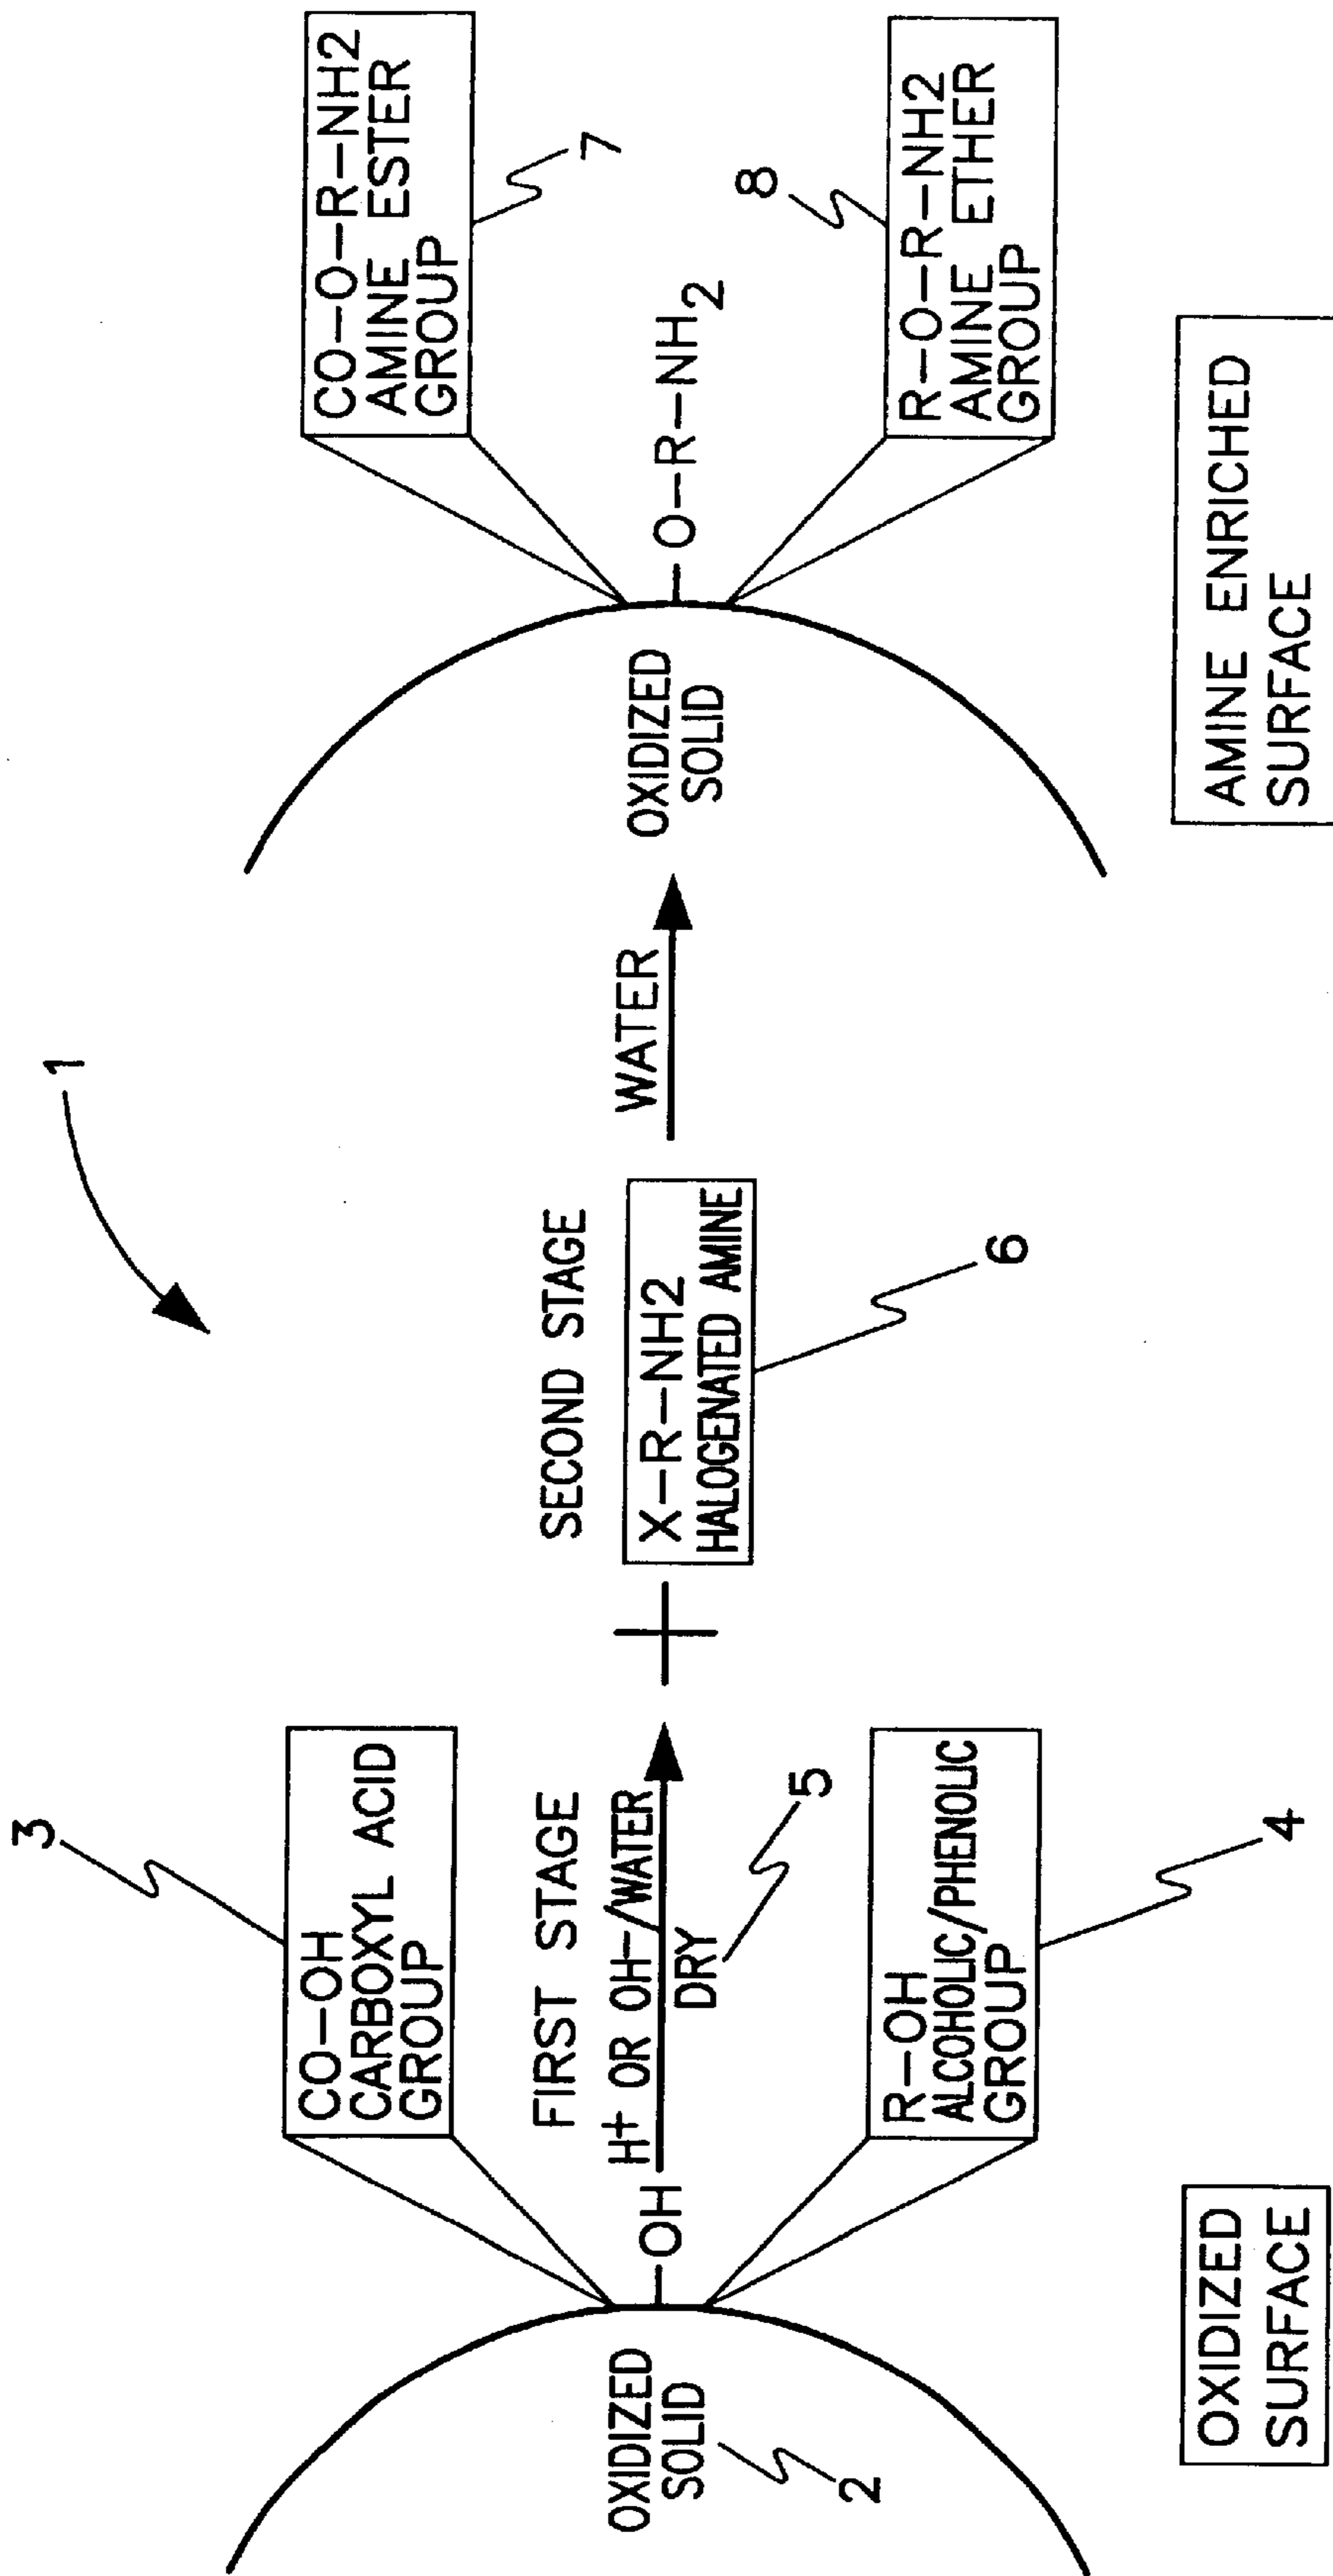 1
3
CO-OH
CARBOXYL ACID
GROUP
FIRST STAGE
H+ OR OH-/WATER
DRY
5
OXIDIZED
SOLID
2
-OH
R-OH
ALCOHOLIC/PHENOLIC
GROUP
4
OXIDIZED
SURFACE
+
SECOND STAGE
X-R-NH2
HALOGENATED AMINE
6
WATER
OXIDIZED
SOLID
CO-O-R-NH2
AMINE ESTER
GROUP
7
-O-R-NH2
8
R-O-R-NH2
AMINE ETHER
GROUP
AMINE ENRICHED
SURFACE